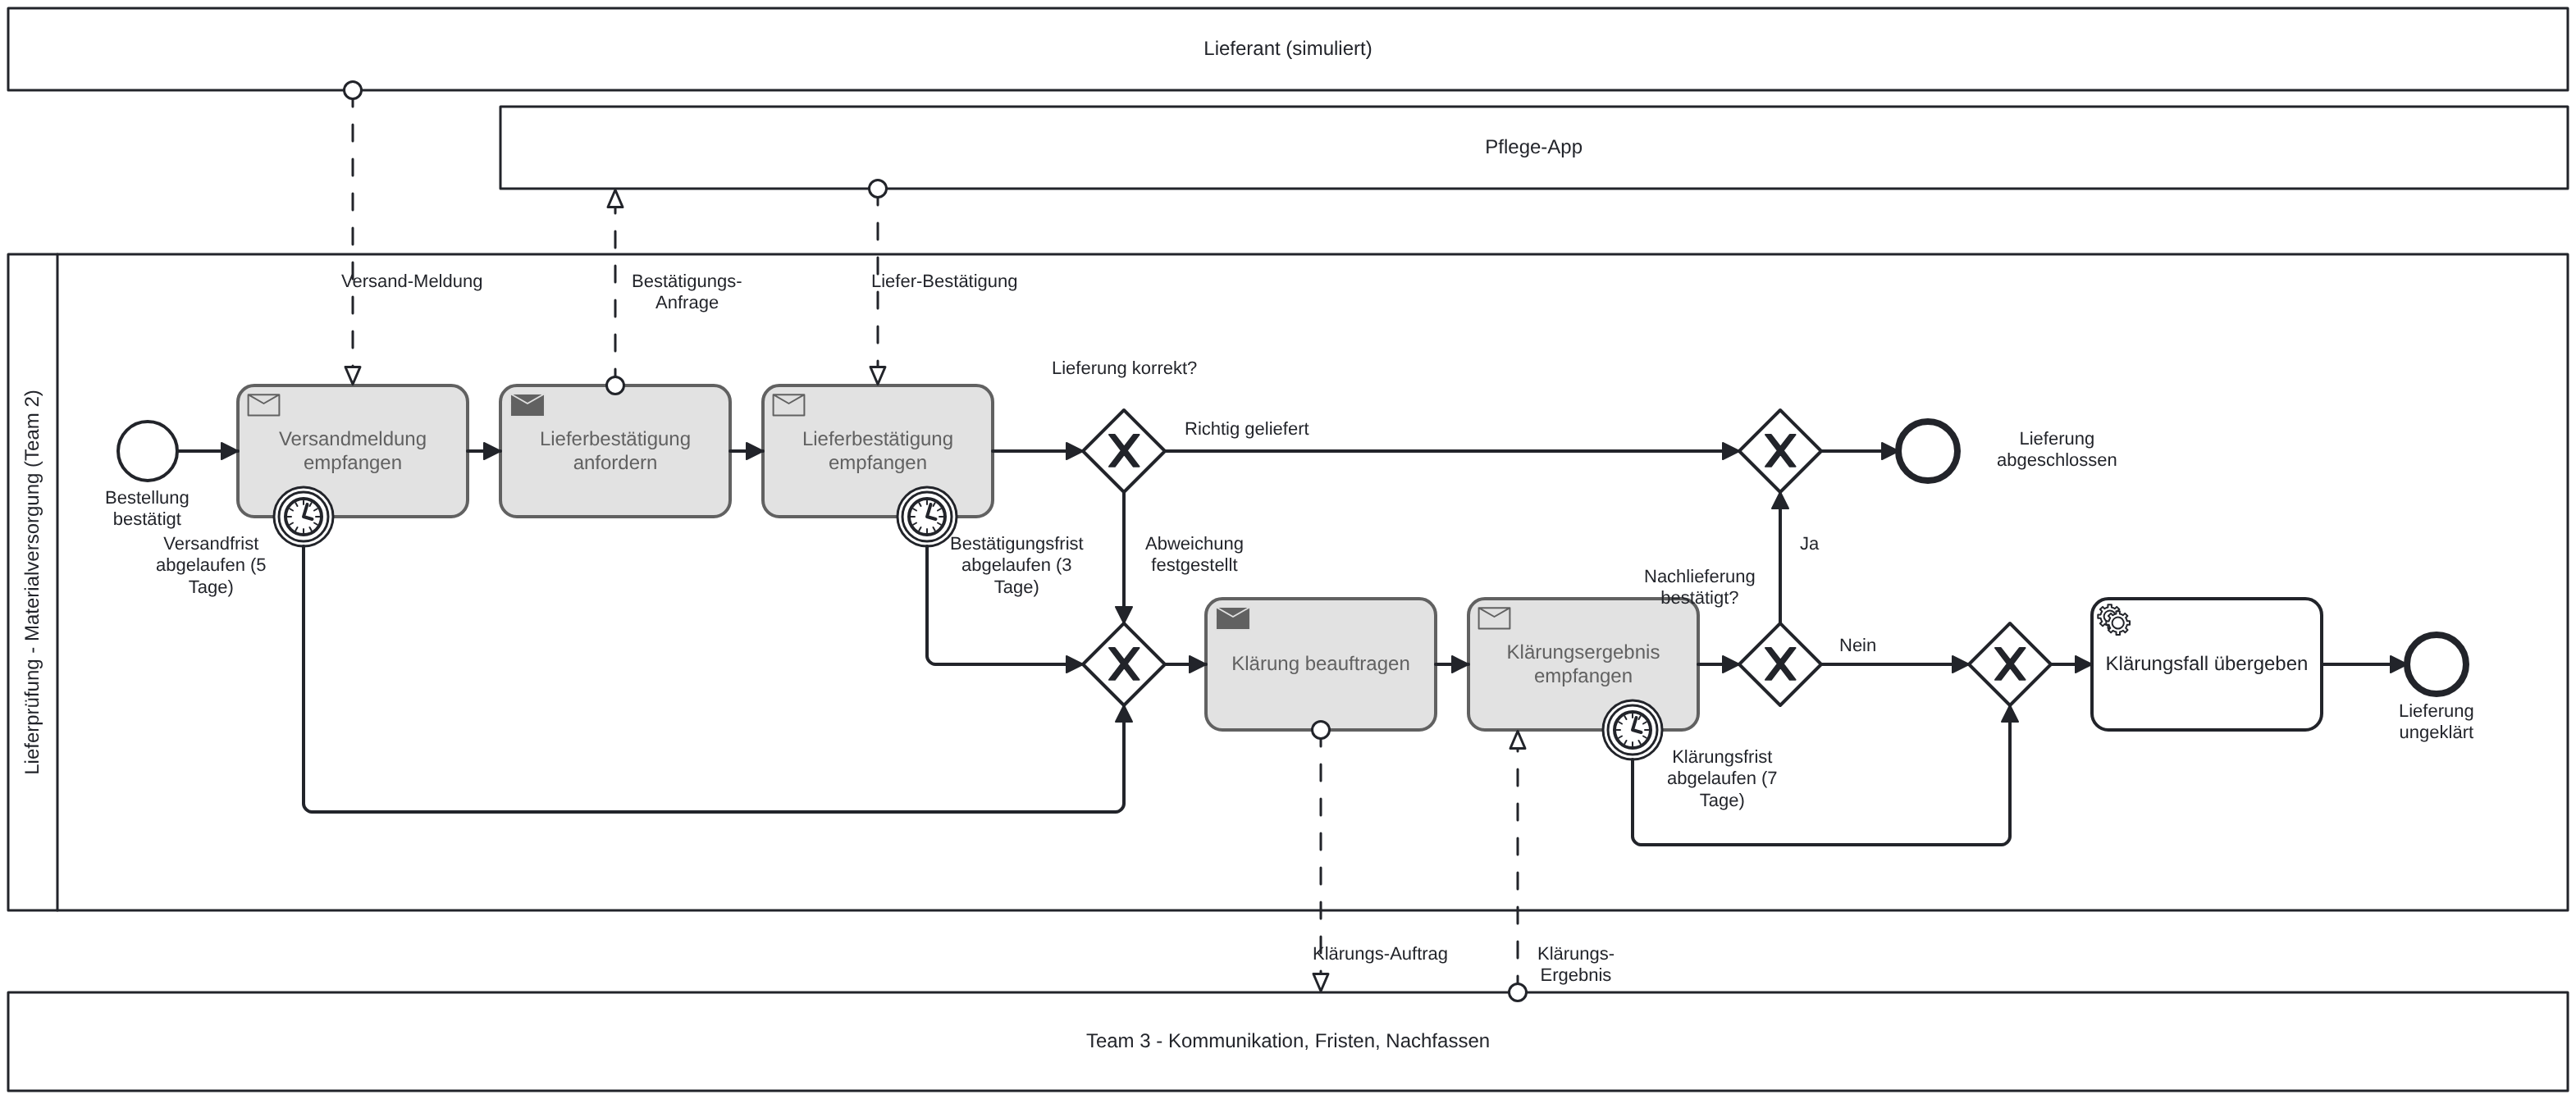 Lieferant (simuliert)
Pflege-App
Lieferprüfung - Materialversorgung (Team 2)
Versand-Meldung
Bestätigungs-
Anfrage
Liefer-Bestätigung
Bestellung
bestätigt
Versandmeldung
empfangen
Versandfrist
abgelaufen (5
Tage)
Lieferbestätigung
anfordern
Lieferbestätigung
empfangen
Bestätigungsfrist
abgelaufen (3
Tage)
Lieferung korrekt?
Richtig geliefert
Abweichung
festgestellt
Lieferung
abgeschlossen
Klärung beauftragen
Klärungsergebnis
empfangen
Klärungsfrist
abgelaufen (7
Tage)
Nachlieferung
bestätigt?
Ja
Nein
Klärungsfall übergeben
Lieferung
ungeklärt
Klärungs-Auftrag
Klärungs-
Ergebnis
Team 3 - Kommunikation, Fristen, Nachfassen